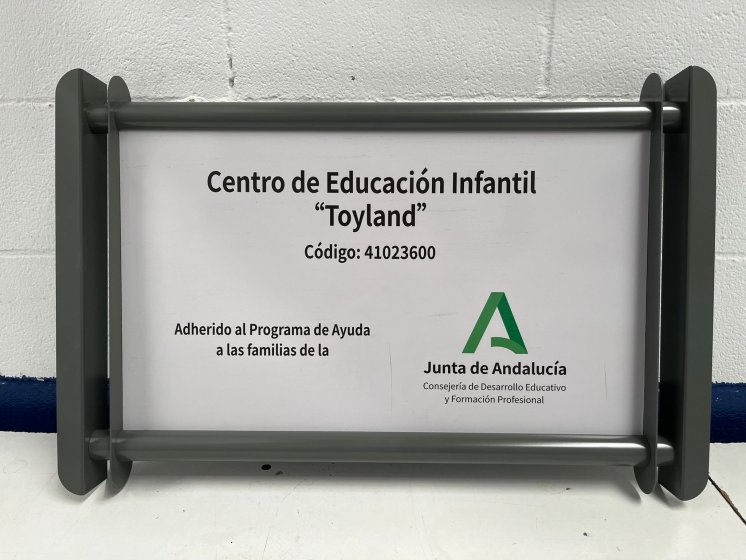 Centro de Educación Infantil
“Toyland”
Código: 41023600
Adherido al Programa de Ayuda
a las familias de la
Junta de Andalucía
Consejería de Desarrollo Educativo
y Formación Profesional